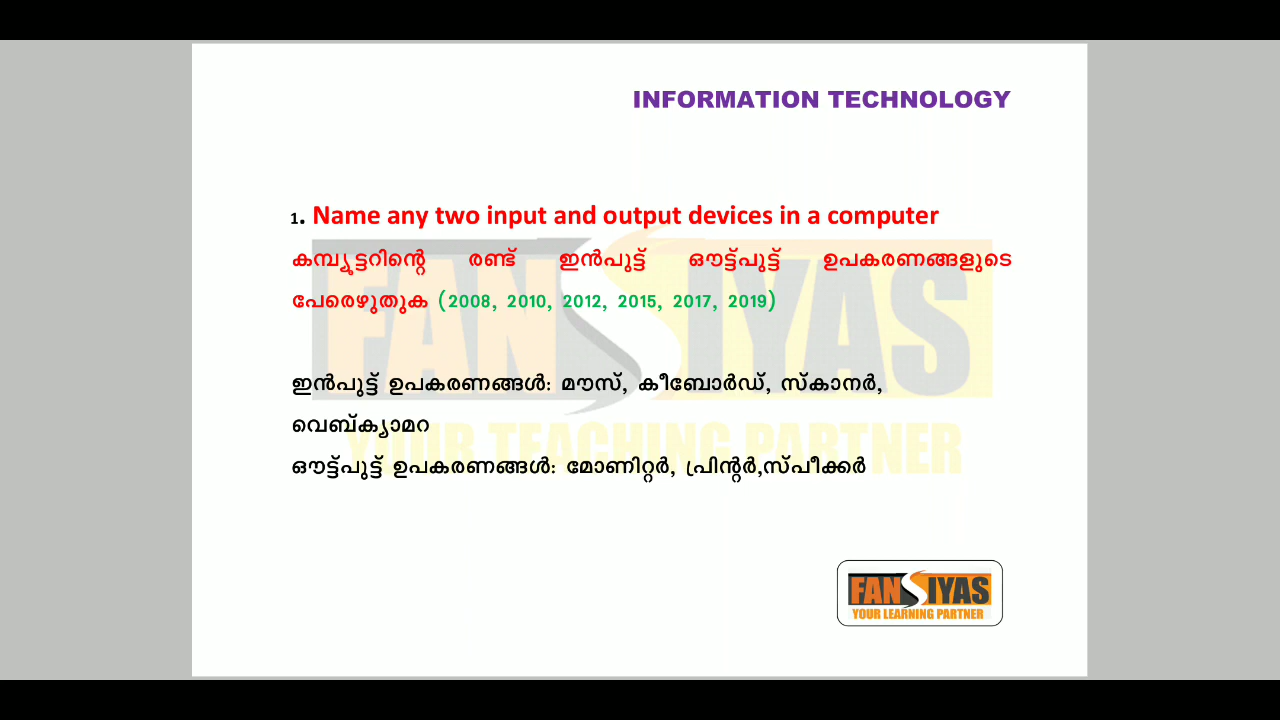 INFORMATION TECHNOLOGY
1. Name any two input and output devices in a computer
കമ്പ്യൂട്ടറിന്റെ രണ്ട് ഇൻപുട്ട് ഔട്ട്പുട്ട് ഉപകരണങ്ങളുടെ
പേരെഴുതുക (2008, 2010, 2012, 2015, 2017, 2019)
ഇൻപുട്ട് ഉപകരണങ്ങൾ: മൗസ്, കീബോർഡ്, സ്കാനർ,
വെബ്ക്യാമറ
ഔട്ട്പുട്ട് ഉപകരണങ്ങൾ: മോണിറ്റർ, പ്രിന്റർ,സ്പീക്കർ
FANSIYAS
YOUR TEACHING PARTNER
FANSIYAS
YOUR LEARNING PARTNER